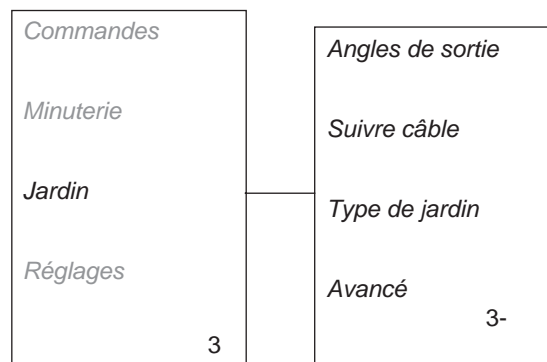 Commandes
Minuterie
Jardin
Réglages
3
Angles de sortie
Suivre câble
Type de jardin
Avancé
3-